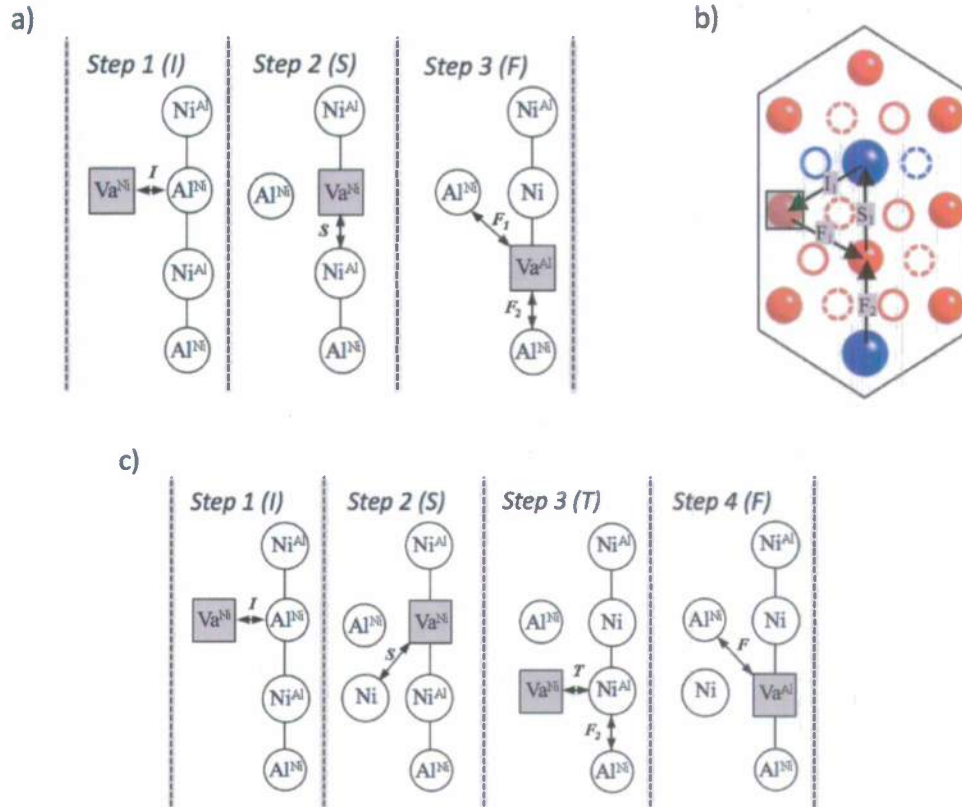 a)
b)
Step 1 (I)
Step 2 (S)
Step 3 (F)
Ni^Al
Ni^Al
Ni^Al
Va^Ni
I
Al^Ni
Al^Ni
Va^Ni
Al^Ni
Ni
S
F₁
Ni^Al
Ni^Al
Va^Al
F₂
Al^Ni
Al^Ni
Al^Ni
S₁
F₂
c)
Step 1 (I)
Step 2 (S)
Step 3 (T)
Step 4 (F)
Ni^Al
Ni^Al
Ni^Al
Ni^Al
Va^Ni
I
Al^Ni
Al^Ni
Va^Ni
Al^Ni
Ni
Al^Ni
Ni
S
F
Ni^Al
Ni
Ni^Al
Va^Ni
T
Ni^Al
Ni
Va^Al
F₂
Al^Ni
Al^Ni
Al^Ni
Al^Ni